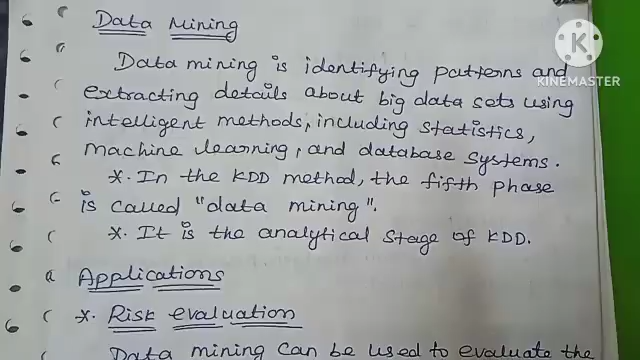 Data Mining
KINEMASTER
Data mining is identifying patterns and
extracting details about big data sets using
intelligent methods, including statistics,
machine learning, and database systems.
*. In the KDD method, the fifth phase
is called "data mining".
*. It is the analytical stage of KDD.
Applications
*. Risk evaluation
Data mining can be used to evaluate the